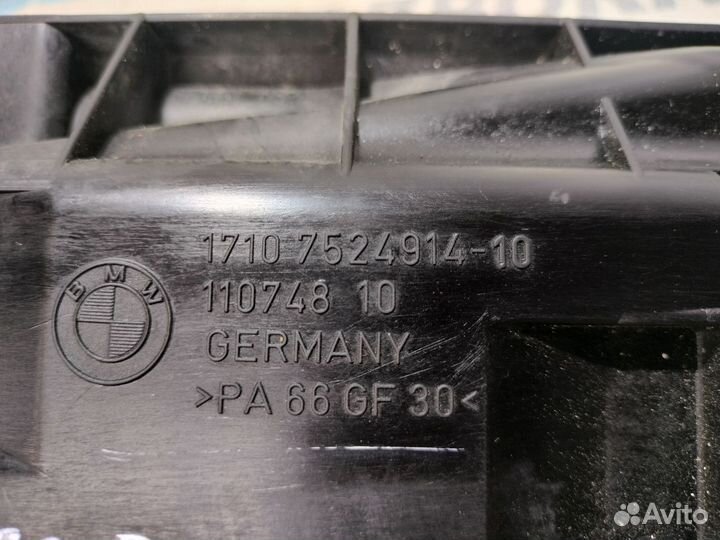 1710 7524914-10
110748 10
GERMANY
>PA 66 GF 30<
BMW
Avito